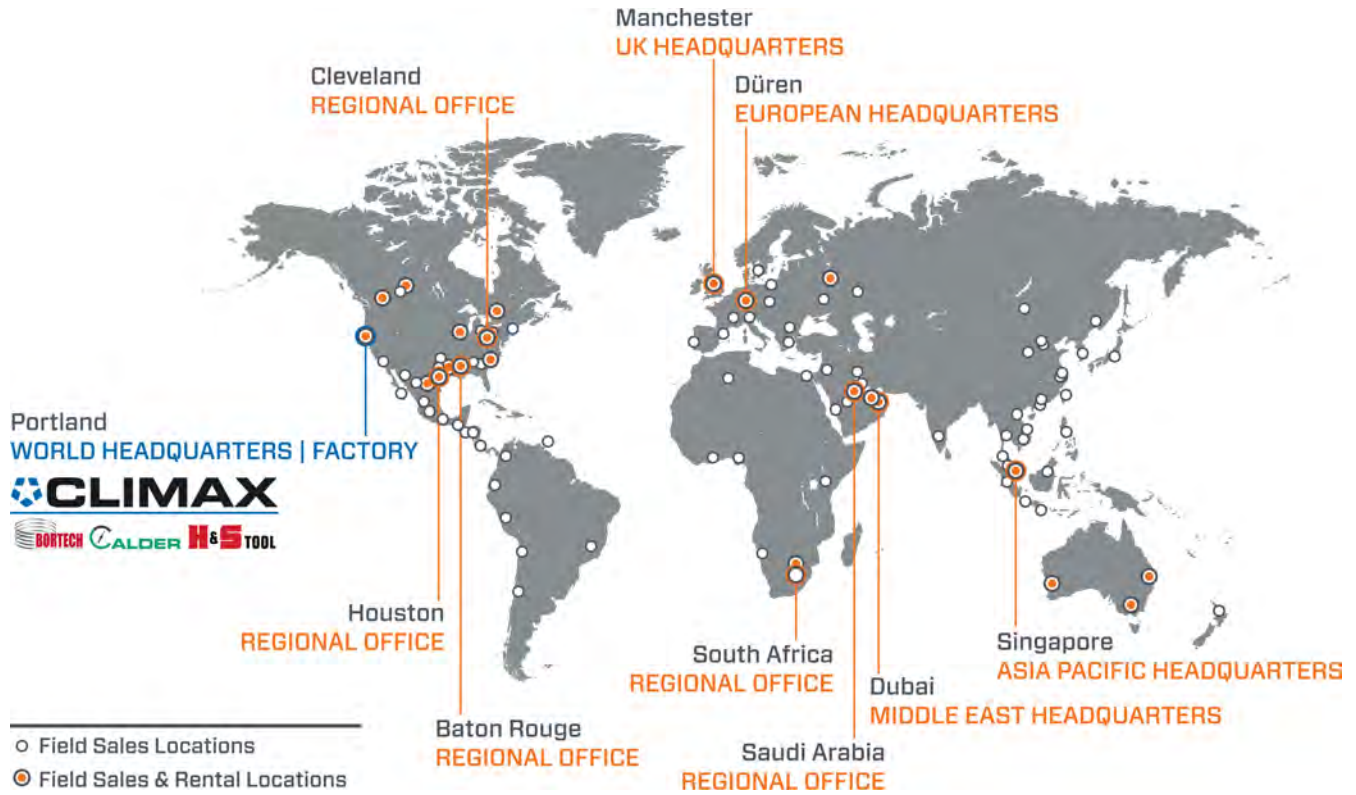 Manchester
UK HEADQUARTERS
Cleveland
REGIONAL OFFICE
Düren
EUROPEAN HEADQUARTERS
Portland
WORLD HEADQUARTERS | FACTORY
CLIMAX
BORTECH CALDER H&S TOOL
Houston
REGIONAL OFFICE
South Africa
REGIONAL OFFICE
Singapore
ASIA PACIFIC HEADQUARTERS
Dubai
MIDDLE EAST HEADQUARTERS
Baton Rouge
REGIONAL OFFICE
Saudi Arabia
REGIONAL OFFICE
Field Sales Locations
Field Sales & Rental Locations